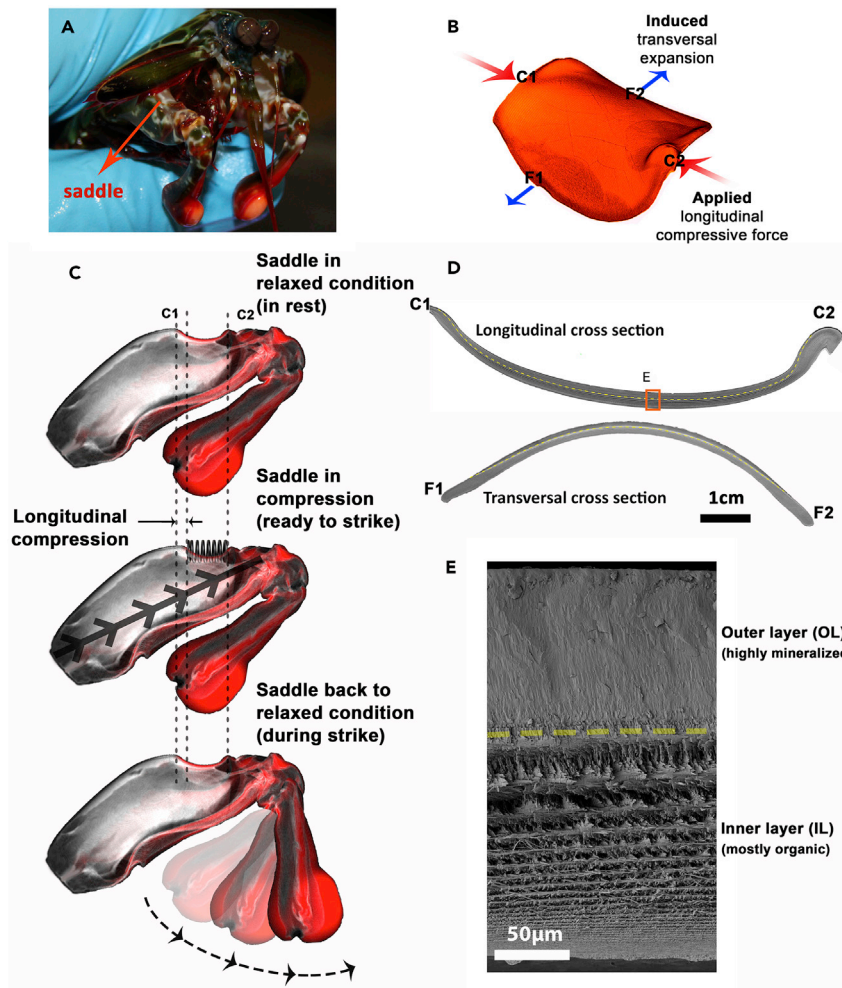 A
saddle
B
Induced
transversal
expansion
C1
F2
C2
F1
Applied
longitudinal
compressive force
C
Saddle in
relaxed condition
(in rest)
C1
C2
Saddle in
compression
(ready to strike)
Longitudinal
compression
Saddle back to
relaxed condition
(during strike)
D
C1
C2
Longitudinal cross section
E
F1
F2
Transversal cross section
1cm
E
Outer layer (OL)
(highly mineralized
Inner layer (IL)
(mostly organic)
50μm